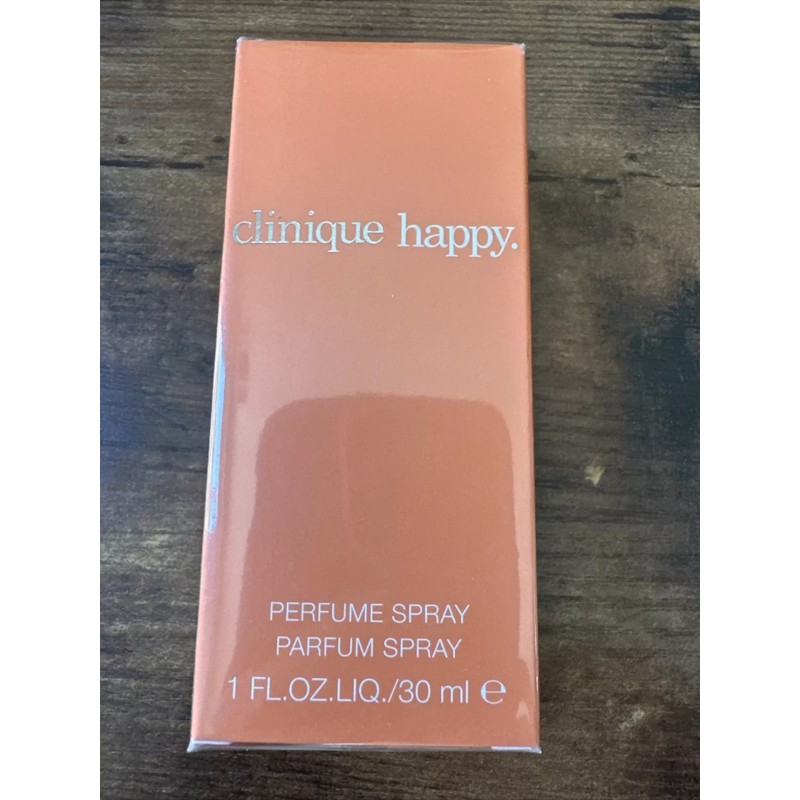 clinique happy.
PERFUME SPRAY
PARFUM SPRAY
1 FL.OZ.LIQ./30 ml ℮